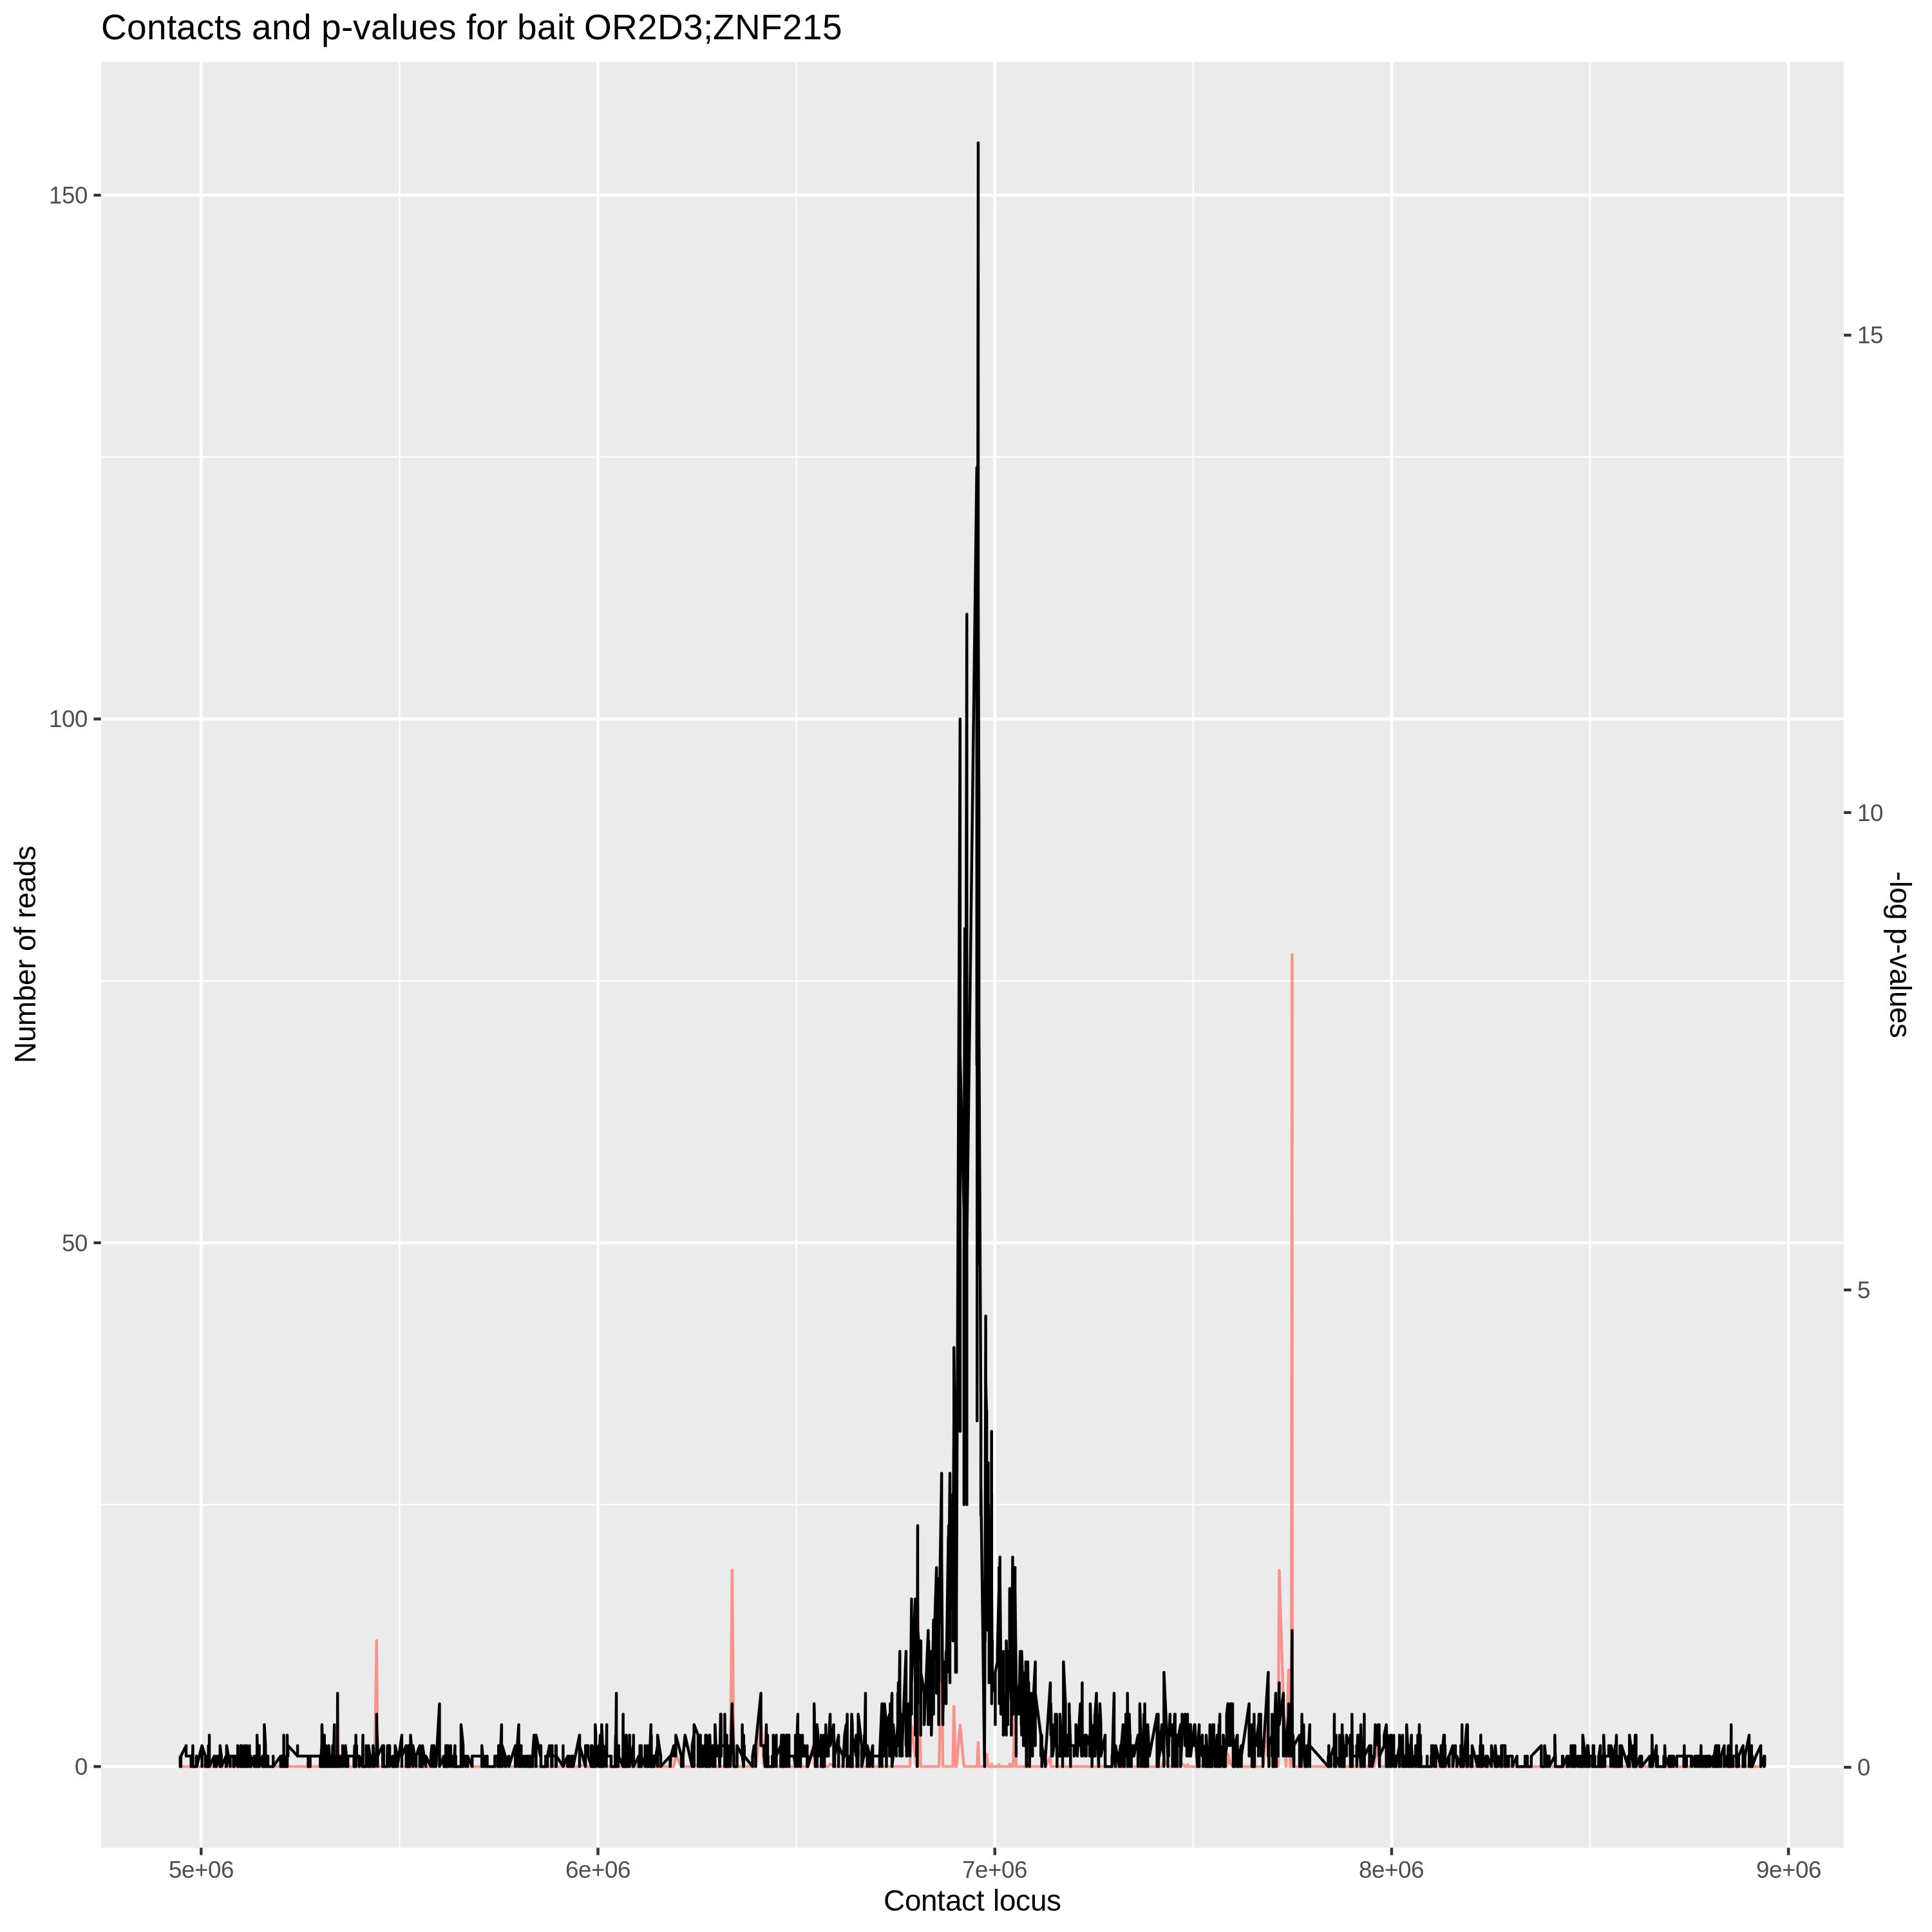 Contacts and p-values for bait OR2D3;ZNF215
150
100
50
0
Number of reads
15
10
5
0
-log p-values
5e+06
6e+06
7e+06
8e+06
9e+06
Contact locus